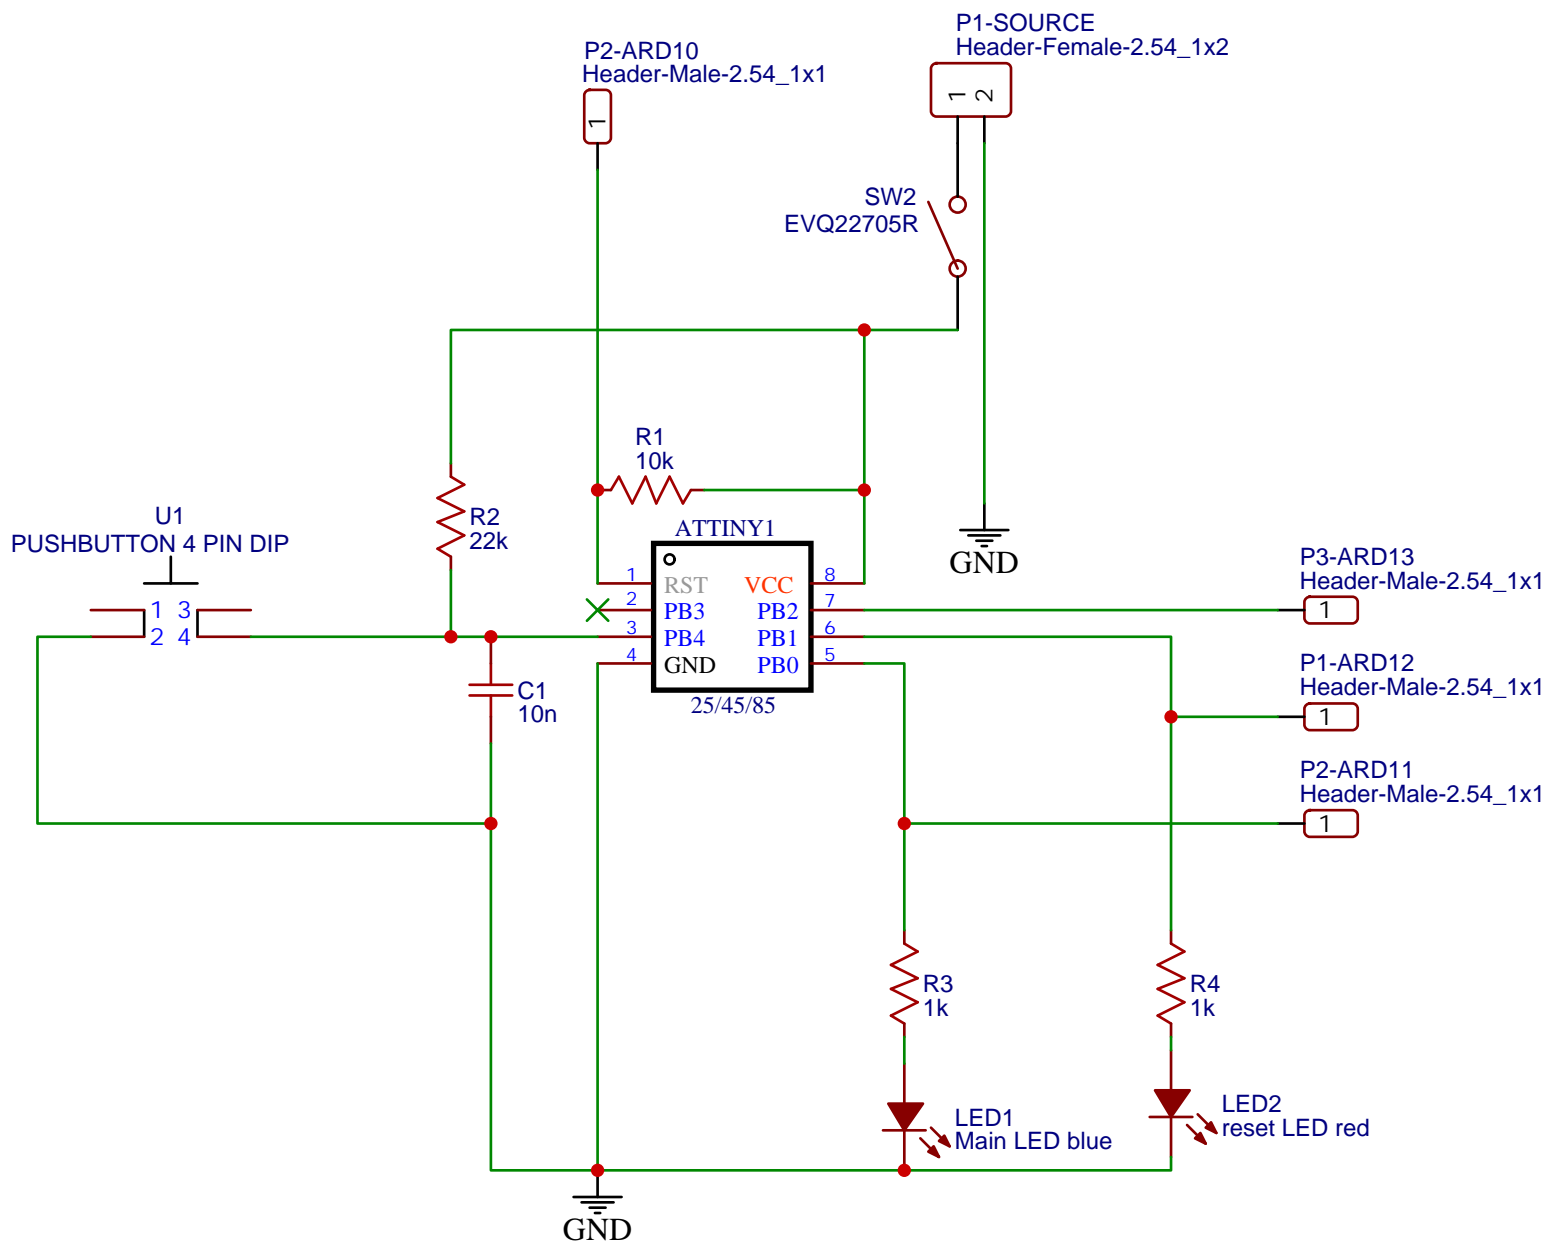 P1-SOURCE
Header-Female-2.54_1x2
1
2
P2-ARD10
Header-Male-2.54_1x1
1
SW2
EVQ22705R
R1
10k
R2
22k
U1
PUSHBUTTON 4 PIN DIP
1 3
2 4
ATTINY1
1 RST VCC 8
2 PB3 PB2 7
3 PB4 PB1 6
4 GND PB0 5
25/45/85
GND
P3-ARD13
Header-Male-2.54_1x1
1
P1-ARD12
Header-Male-2.54_1x1
1
P2-ARD11
Header-Male-2.54_1x1
1
C1
10n
R3
1k
R4
1k
LED1
Main LED blue
LED2
reset LED red
GND